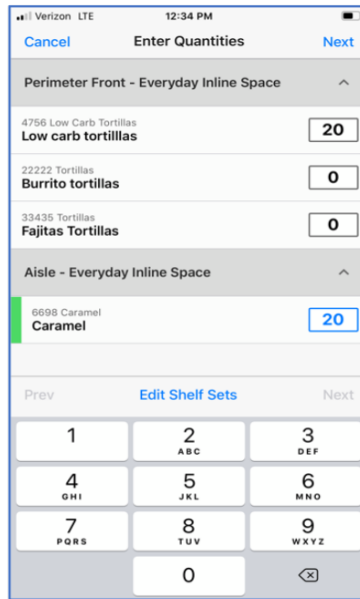 Verizon LTE 12:34 PM
Cancel Enter Quantities Next
Perimeter Front - Everyday Inline Space
4756 Low Carb Tortillas
Low carb tortilllas 20
22222 Tortillas
Burrito tortillas 0
33435 Tortillas
Fajitas Tortillas 0
Aisle - Everyday Inline Space
6698 Caramel
Caramel 20
Prev Edit Shelf Sets Next
1 2 3
ABC DEF
4 5 6
GHI JKL MNO
7 8 9
PQRS TUV WXYZ
0